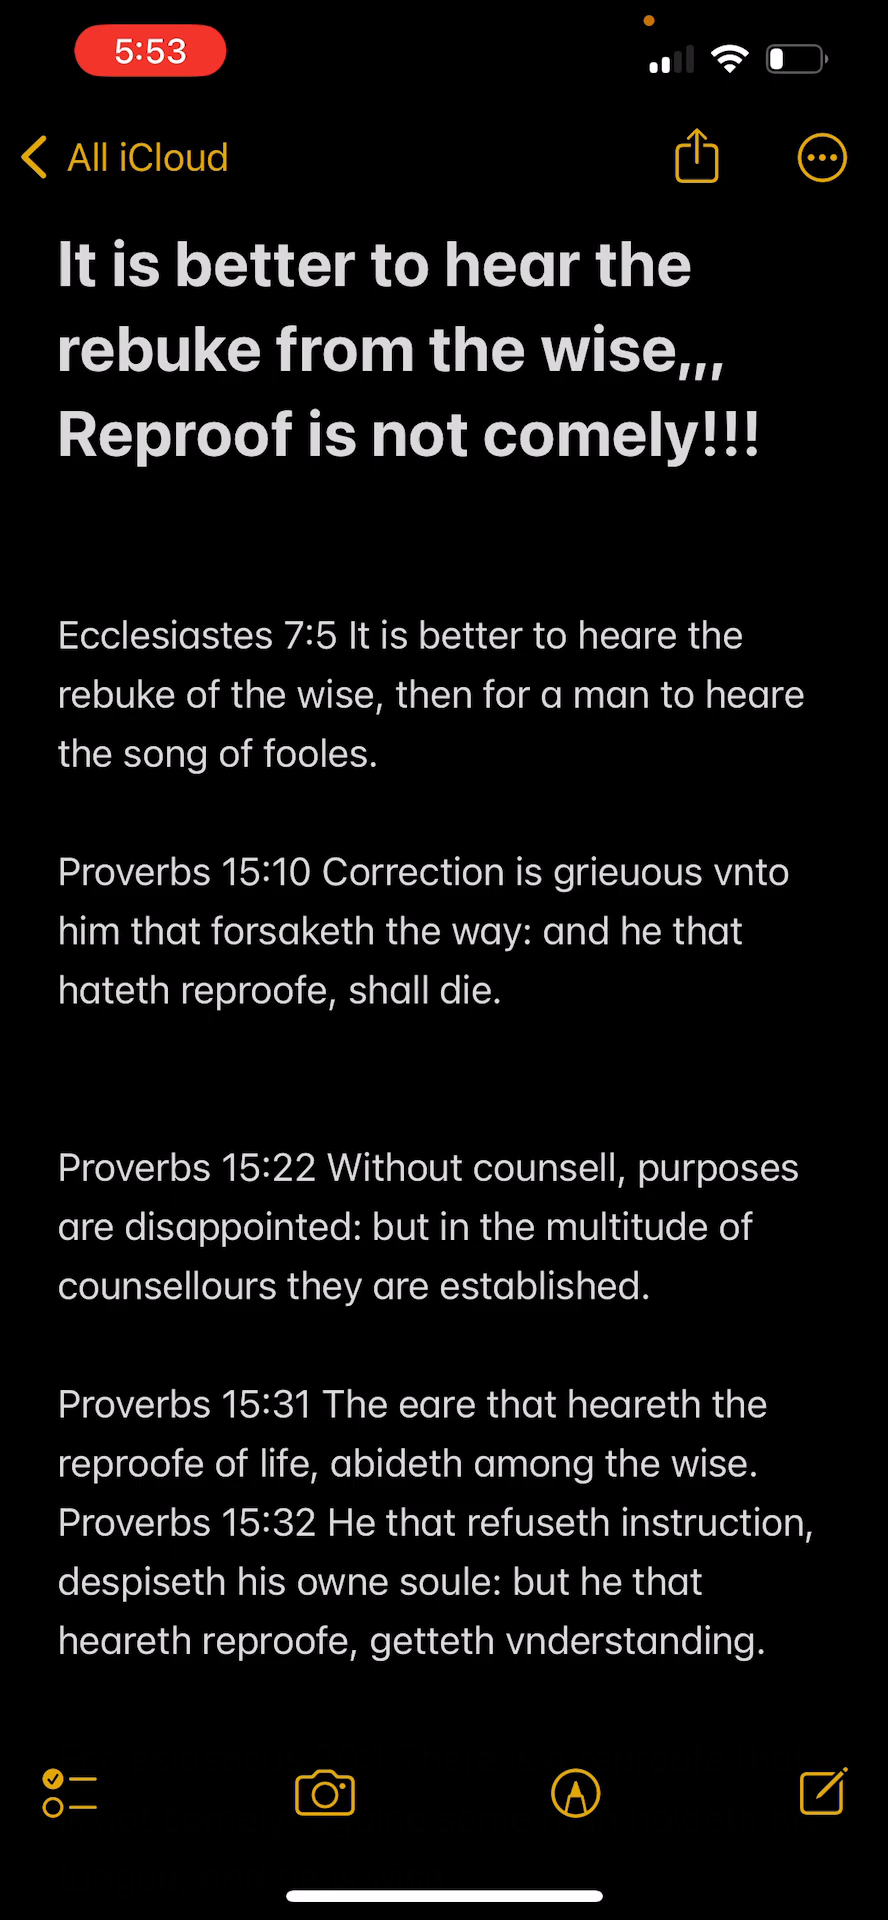 5:53
All iCloud
It is better to hear the
rebuke from the wise,,,
Reproof is not comely!!!
Ecclesiastes 7:5 It is better to heare the
rebuke of the wise, then for a man to heare
the song of fooles.
Proverbs 15:10 Correction is grieuous vnto
him that forsaketh the way: and he that
hateth reproofe, shall die.
Proverbs 15:22 Without counsell, purposes
are disappointed: but in the multitude of
counsellours they are established.
Proverbs 15:31 The eare that heareth the
reproofe of life, abideth among the wise.
Proverbs 15:32 He that refuseth instruction,
despiseth his owne soule: but he that
heareth reproofe, getteth vnderstanding.